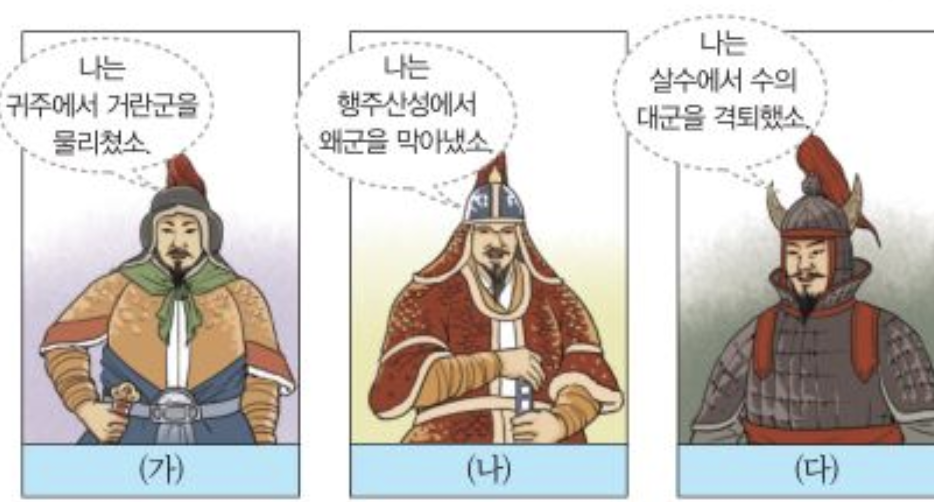 나는
귀주에서 거란군을
물리쳤소.
나는
행주산성에서
왜군을 막아냈소.
나는
살수에서 수의
대군을 격퇴했소.
(가)
(나)
(다)